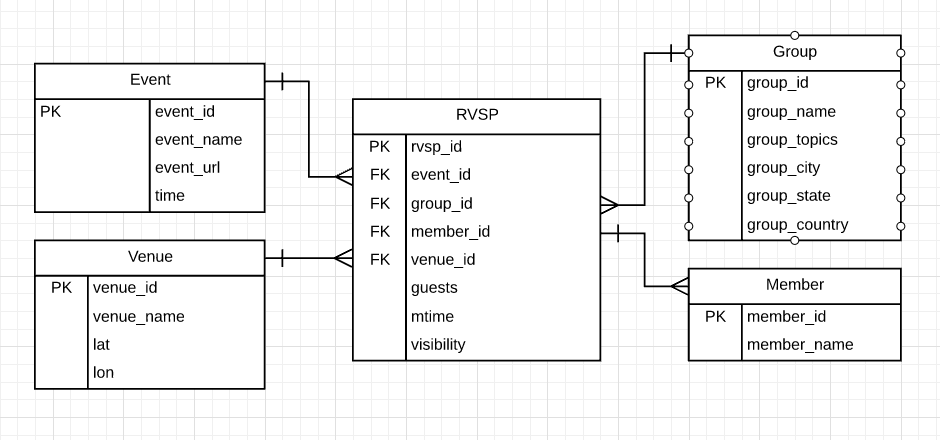 Event
PK event_id
event_name
event_url
time
Venue
PK venue_id
venue_name
lat
lon
RVSP
PK rvsp_id
FK event_id
FK group_id
FK member_id
FK venue_id
guests
mtime
visibility
Group
PK group_id
group_name
group_topics
group_city
group_state
group_country
Member
PK member_id
member_name